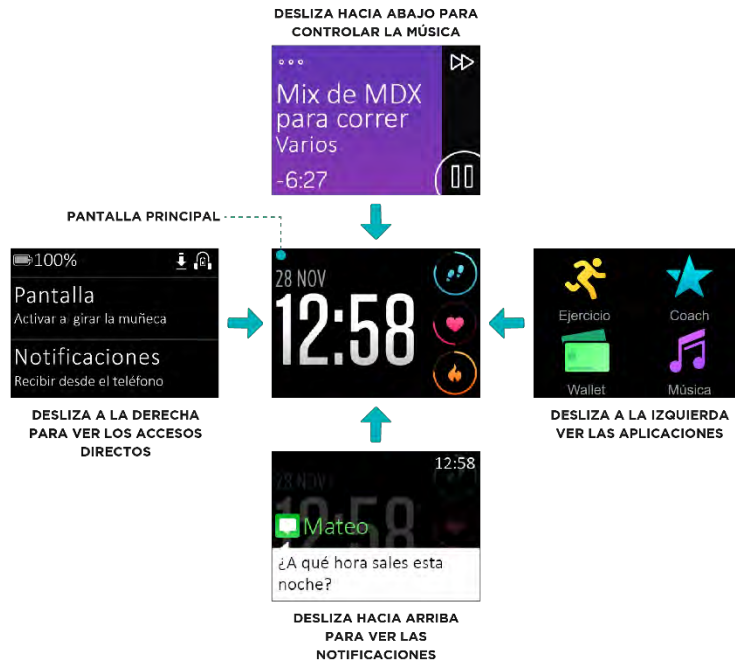 DESLIZA HACIA ABAJO PARA
CONTROLAR LA MÚSICA
Mix de MDX
para correr
Varios
-6:27
PANTALLA PRINCIPAL
100%
Pantalla
Activar al girar la muñeca
Notificaciones
Recibir desde el teléfono
DESLIZA A LA DERECHA
PARA VER LOS ACCESOS
DIRECTOS
28 NOV
12:58
Ejercicio
Coach
Wallet
Música
DESLIZA A LA IZQUIERDA
VER LAS APLICACIONES
12:58
28 NOV
Mateo
¿A qué hora sales esta
noche?
DESLIZA HACIA ARRIBA
PARA VER LAS
NOTIFICACIONES